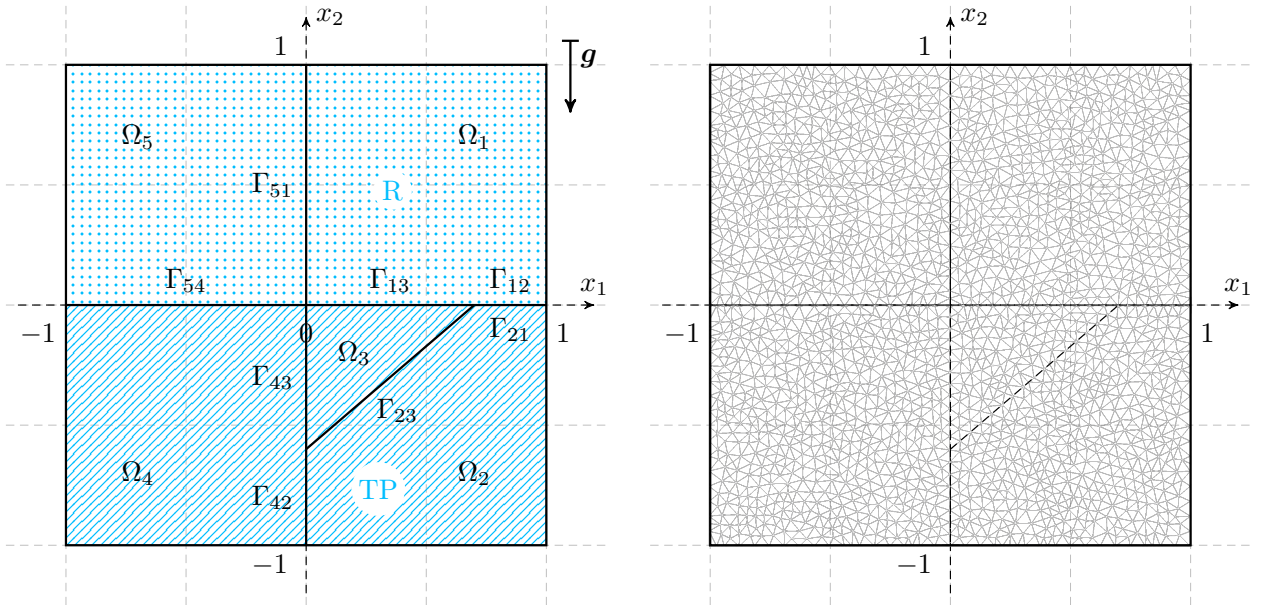 x₂ x₂
1 g 1
Ω₅ Ω₁
Γ₅₁ R
Γ₅₄ Γ₁₃ Γ₁₂ x₁ x₁
−1 0 Γ₂₁ 1 −1 1
Ω₃
Γ₄₃
Γ₂₃
Ω₄ Ω₂
Γ₄₂ TP
−1 −1